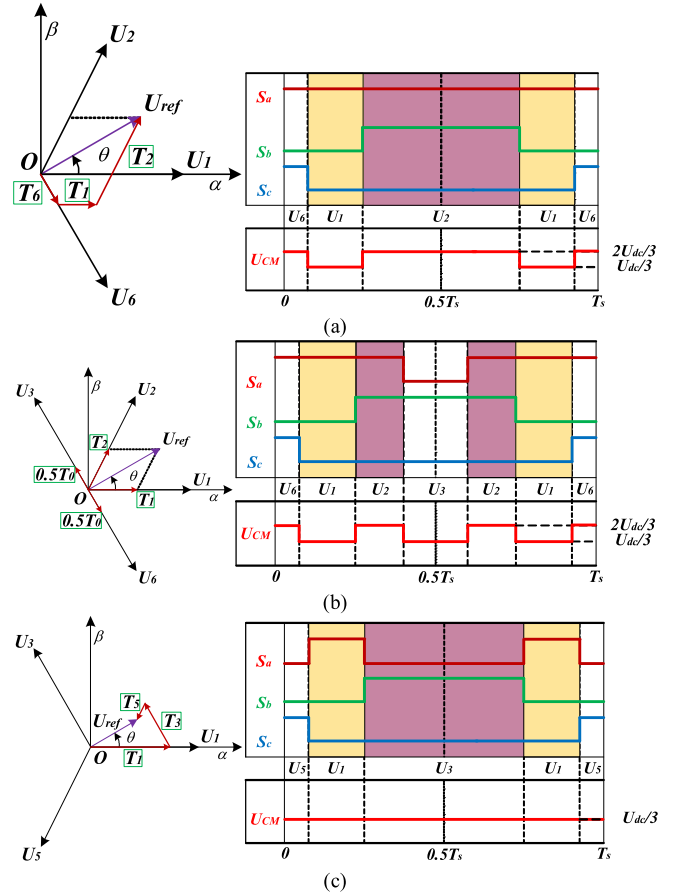 β
U2
Uref
T2
O
θ
U1
α
T6
T1
U6
Sa
Sb
Sc
U6 U1 U2 U1 U6
UCM
2Udc/3
Udc/3
0 0.5Ts Ts
(a)
β
U3
U2
Uref
T2
0.5T0
θ
U1
O
T1
α
0.5T0
U6
Sa
Sb
Sc
U6 U1 U2 U3 U2 U1 U6
UCM
2Udc/3
Udc/3
0 0.5Ts Ts
(b)
β
U3
T5
Uref
T3
θ
U1
O
T1
α
U5
Sa
Sb
Sc
U5 U1 U3 U1 U5
UCM
Udc/3
0 0.5Ts Ts
(c)